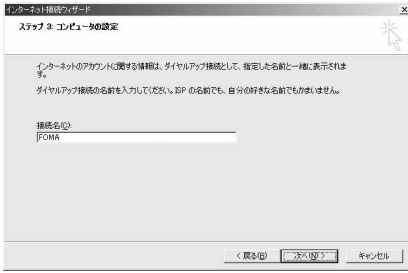 インターネット接続ウィザード
ステップ 3: コンピュータの設定
インターネットのアカウントに関する情報は、ダイヤルアップ接続として、指定した名前と一緒に表示されま
す。
ダイヤルアップ接続の名前を入力してください。ISP の名前でも、自分の好きな名前でもかまいません。
接続名(C):
FOMA
< 戻る(B) 次へ(N) > キャンセル